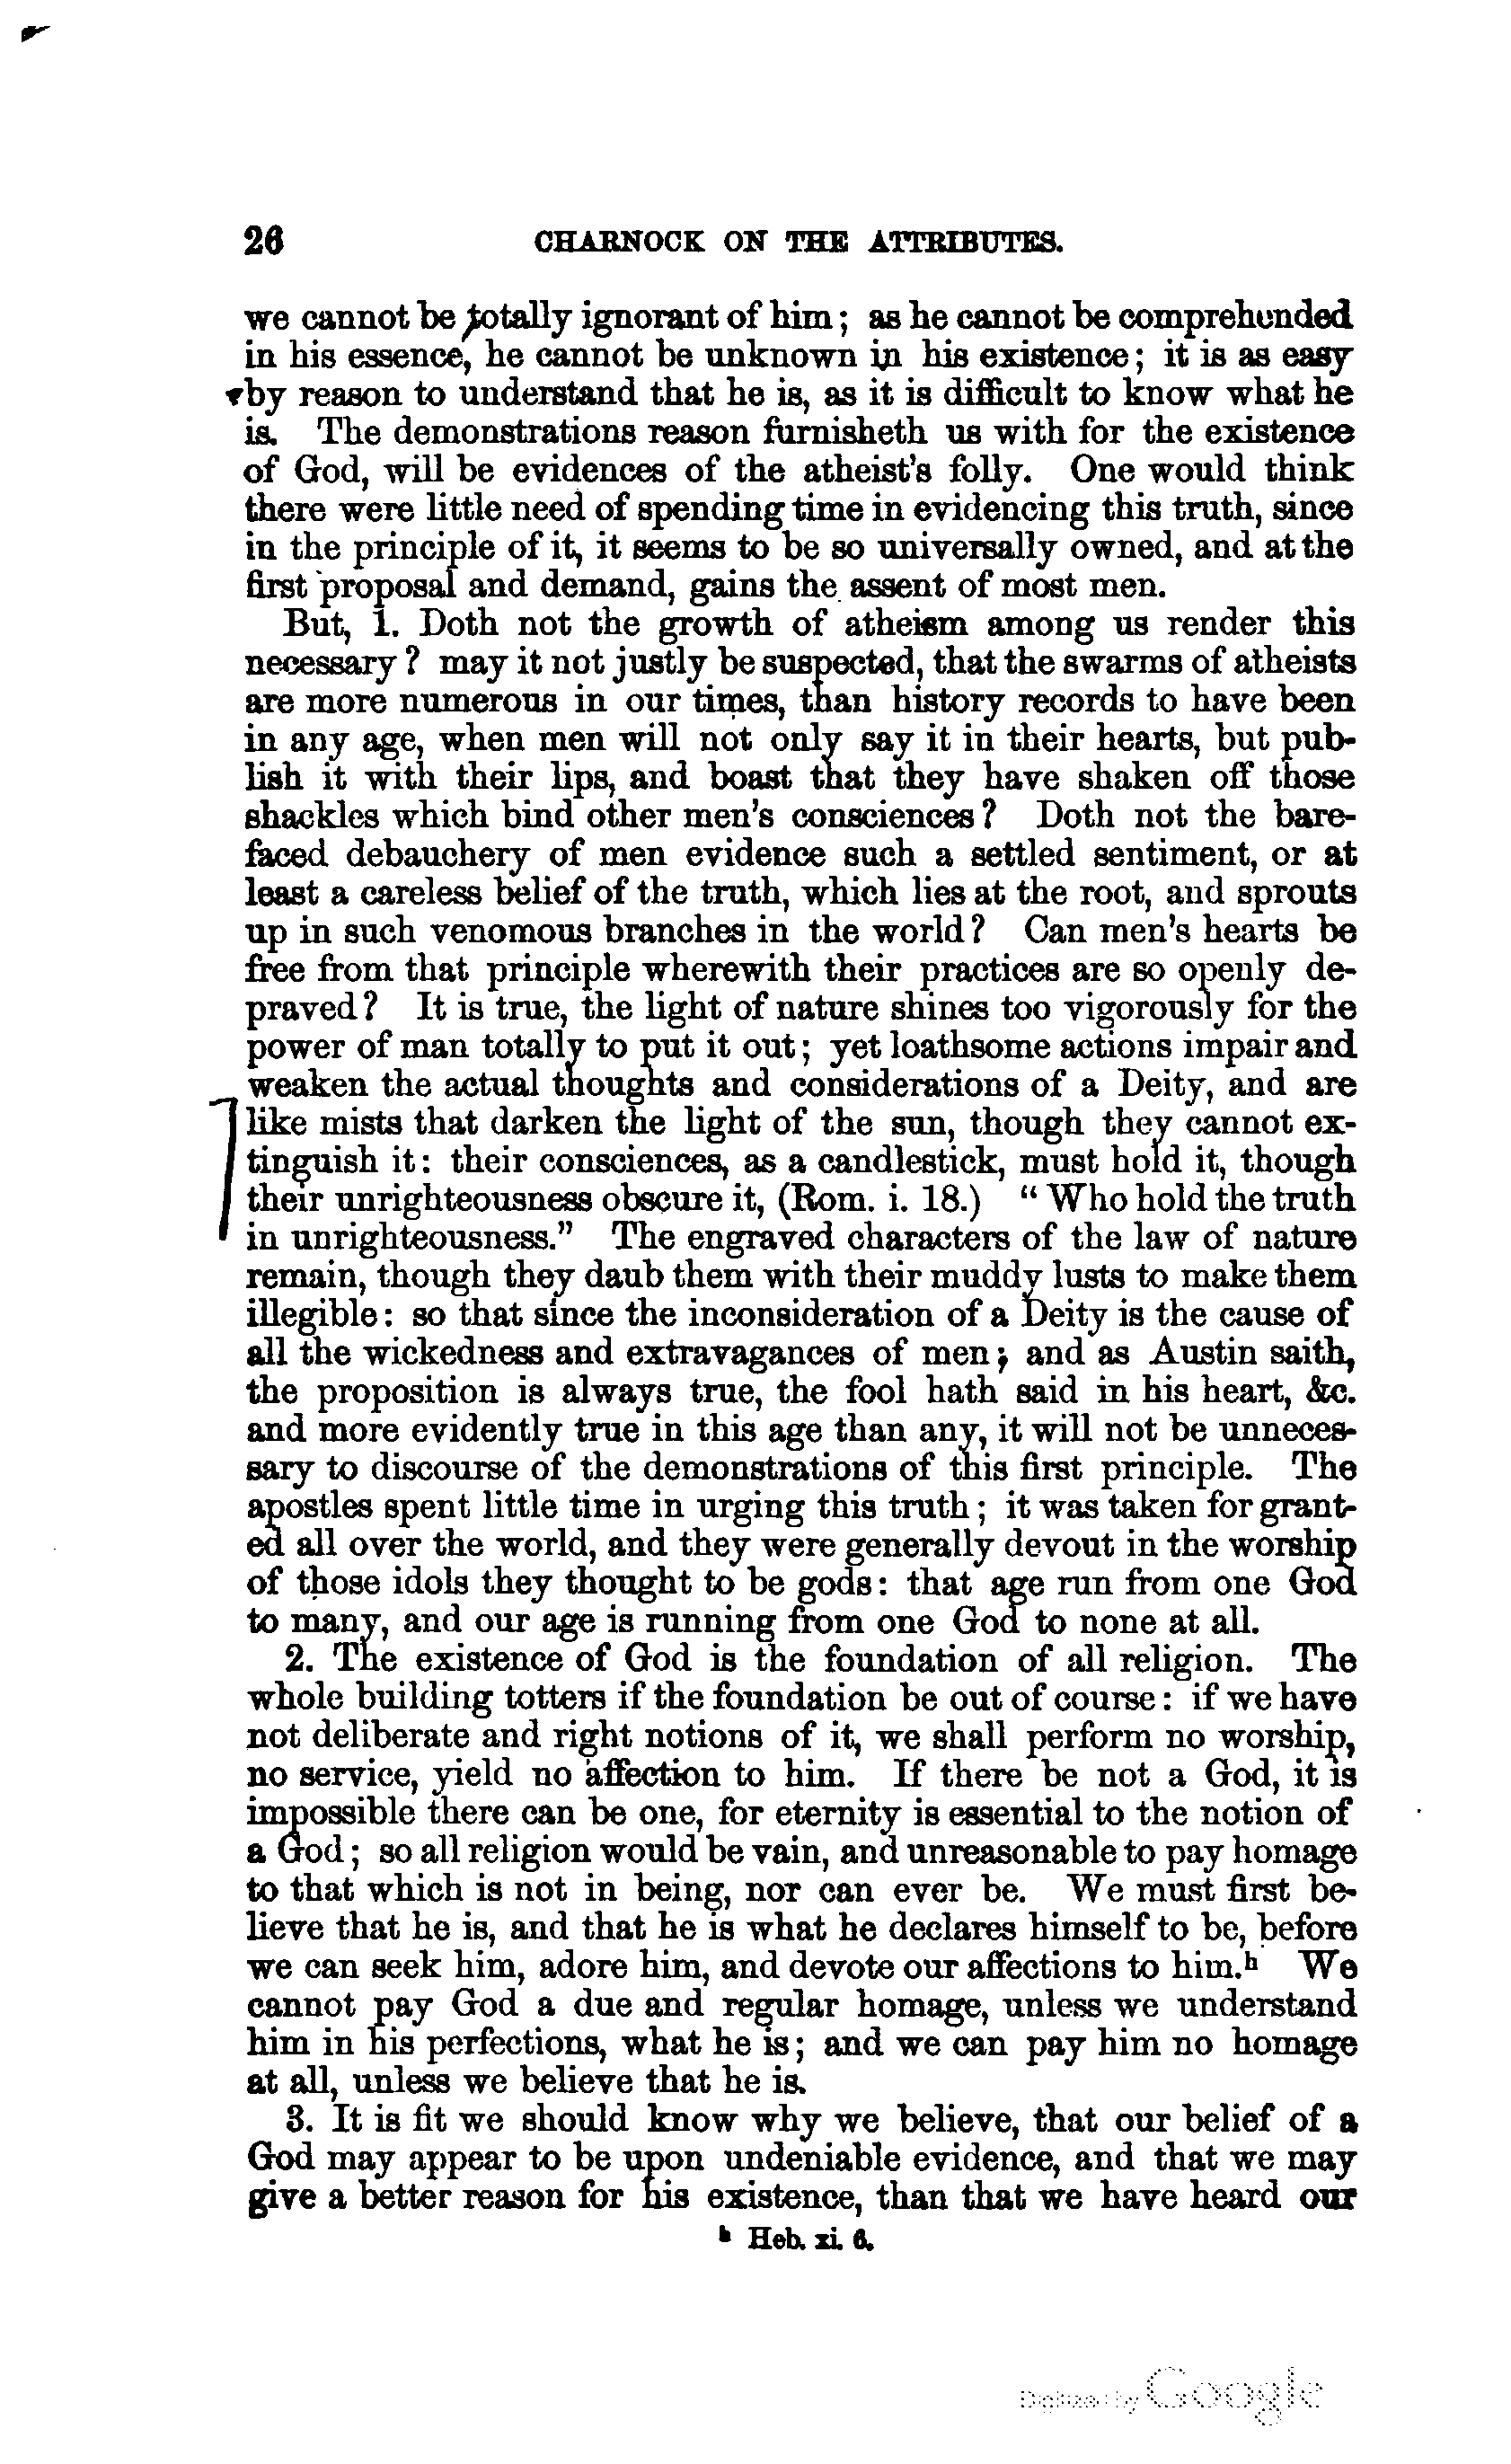 26 CHARNOCK ON THE ATTRIBUTES.
we cannot be totally ignorant of him; as he cannot be comprehended
in his essence, he cannot be unknown in his existence; it is as easy
by reason to understand that he is, as it is difficult to know what he
is. The demonstrations reason furnisheth us with for the existence
of God, will be evidences of the atheist's folly. One would think
there were little need of spending time in evidencing this truth, since
in the principle of it, it seems to be so universally owned, and at the
first proposal and demand, gains the assent of most men.
But, 1. Doth not the growth of atheism among us render this
necessary? may it not justly be suspected, that the swarms of atheists
are more numerous in our times, than history records to have been
in any age, when men will not only say it in their hearts, but pub-
lish it with their lips, and boast that they have shaken off those
shackles which bind other men's consciences? Doth not the bare-
faced debauchery of men evidence such a settled sentiment, or at
least a careless belief of the truth, which lies at the root, and sprouts
up in such venomous branches in the world? Can men's hearts be
free from that principle wherewith their practices are so openly de-
praved? It is true, the light of nature shines too vigorously for the
power of man totally to put it out; yet loathsome actions impair and
weaken the actual thoughts and considerations of a Deity, and are
like mists that darken the light of the sun, though they cannot ex-
tinguish it: their consciences, as a candlestick, must hold it, though
their unrighteousness obscure it, (Rom. i. 18.) "Who hold the truth
in unrighteousness." The engraved characters of the law of nature
remain, though they daub them with their muddy lusts to make them
illegible: so that since the inconsideration of a Deity is the cause of
all the wickedness and extravagances of men; and as Austin saith,
the proposition is always true, the fool hath said in his heart, &c.
and more evidently true in this age than any, it will not be unneces-
sary to discourse of the demonstrations of this first principle. The
apostles spent little time in urging this truth; it was taken for grant-
ed all over the world, and they were generally devout in the worship
of those idols they thought to be gods: that age run from one God
to many, and our age is running from one God to none at all.
2. The existence of God is the foundation of all religion. The
whole building totters if the foundation be out of course: if we have
not deliberate and right notions of it, we shall perform no worship,
no service, yield no affection to him. If there be not a God, it is
impossible there can be one, for eternity is essential to the notion of
a God; so all religion would be vain, and unreasonable to pay homage
to that which is not in being, nor can ever be. We must first be-
lieve that he is, and that he is what he declares himself to be, before
we can seek him, adore him, and devote our affections to him.h We
cannot pay God a due and regular homage, unless we understand
him in his perfections, what he is; and we can pay him no homage
at all, unless we believe that he is.
3. It is fit we should know why we believe, that our belief of a
God may appear to be upon undeniable evidence, and that we may
give a better reason for his existence, than that we have heard our
h Heb. xi. 6.
Digitized by Google